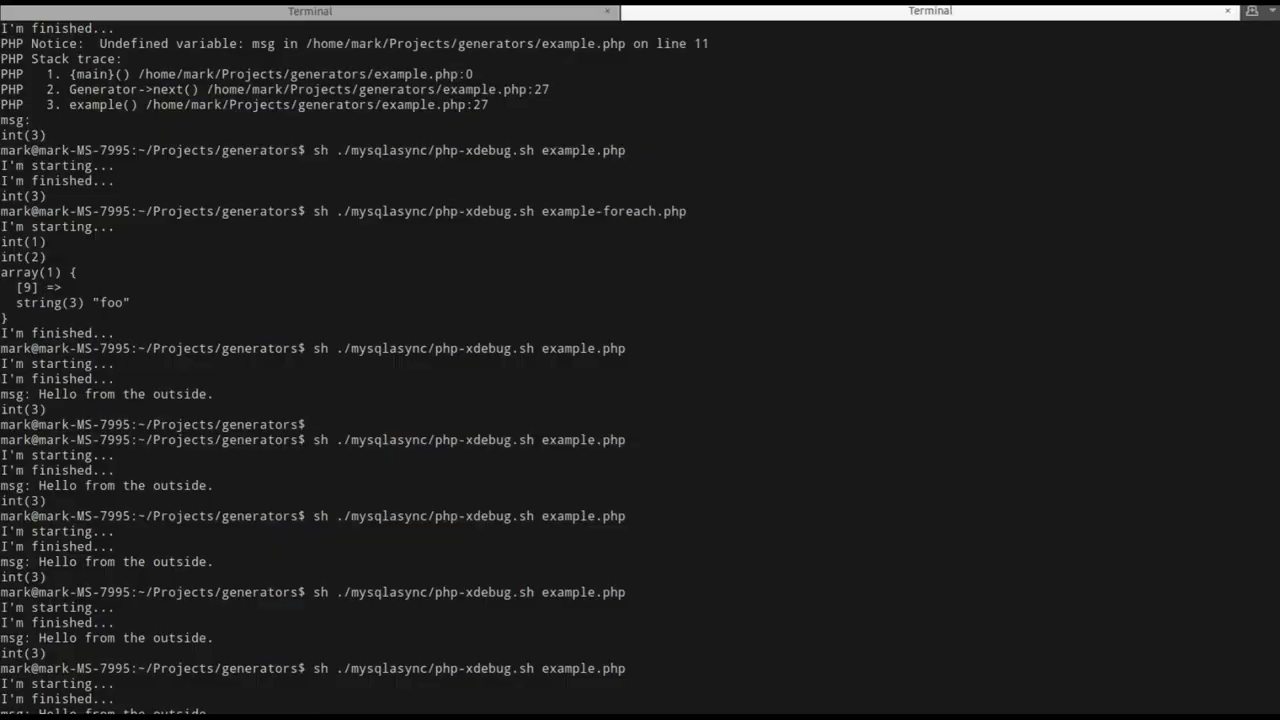 Terminal × Terminal ×
I'm finished...
PHP Notice:  Undefined variable: msg in /home/mark/Projects/generators/example.php on line 11
PHP Stack trace:
PHP   1. {main}() /home/mark/Projects/generators/example.php:0
PHP   2. Generator->next() /home/mark/Projects/generators/example.php:27
PHP   3. example() /home/mark/Projects/generators/example.php:27
msg:
int(3)
mark@mark-MS-7995:~/Projects/generators$ sh ./mysqlasync/php-xdebug.sh example.php
I'm starting...
I'm finished...
int(3)
mark@mark-MS-7995:~/Projects/generators$ sh ./mysqlasync/php-xdebug.sh example-foreach.php
I'm starting...
int(1)
int(2)
array(1) {
  [9] =>
  string(3) "foo"
}
I'm finished...
mark@mark-MS-7995:~/Projects/generators$ sh ./mysqlasync/php-xdebug.sh example.php
I'm starting...
I'm finished...
msg: Hello from the outside.
int(3)
mark@mark-MS-7995:~/Projects/generators$
mark@mark-MS-7995:~/Projects/generators$ sh ./mysqlasync/php-xdebug.sh example.php
I'm starting...
I'm finished...
msg: Hello from the outside.
int(3)
mark@mark-MS-7995:~/Projects/generators$ sh ./mysqlasync/php-xdebug.sh example.php
I'm starting...
I'm finished...
msg: Hello from the outside.
int(3)
mark@mark-MS-7995:~/Projects/generators$ sh ./mysqlasync/php-xdebug.sh example.php
I'm starting...
I'm finished...
msg: Hello from the outside.
int(3)
mark@mark-MS-7995:~/Projects/generators$ sh ./mysqlasync/php-xdebug.sh example.php
I'm starting...
I'm finished...
msg: Hello from the outside.